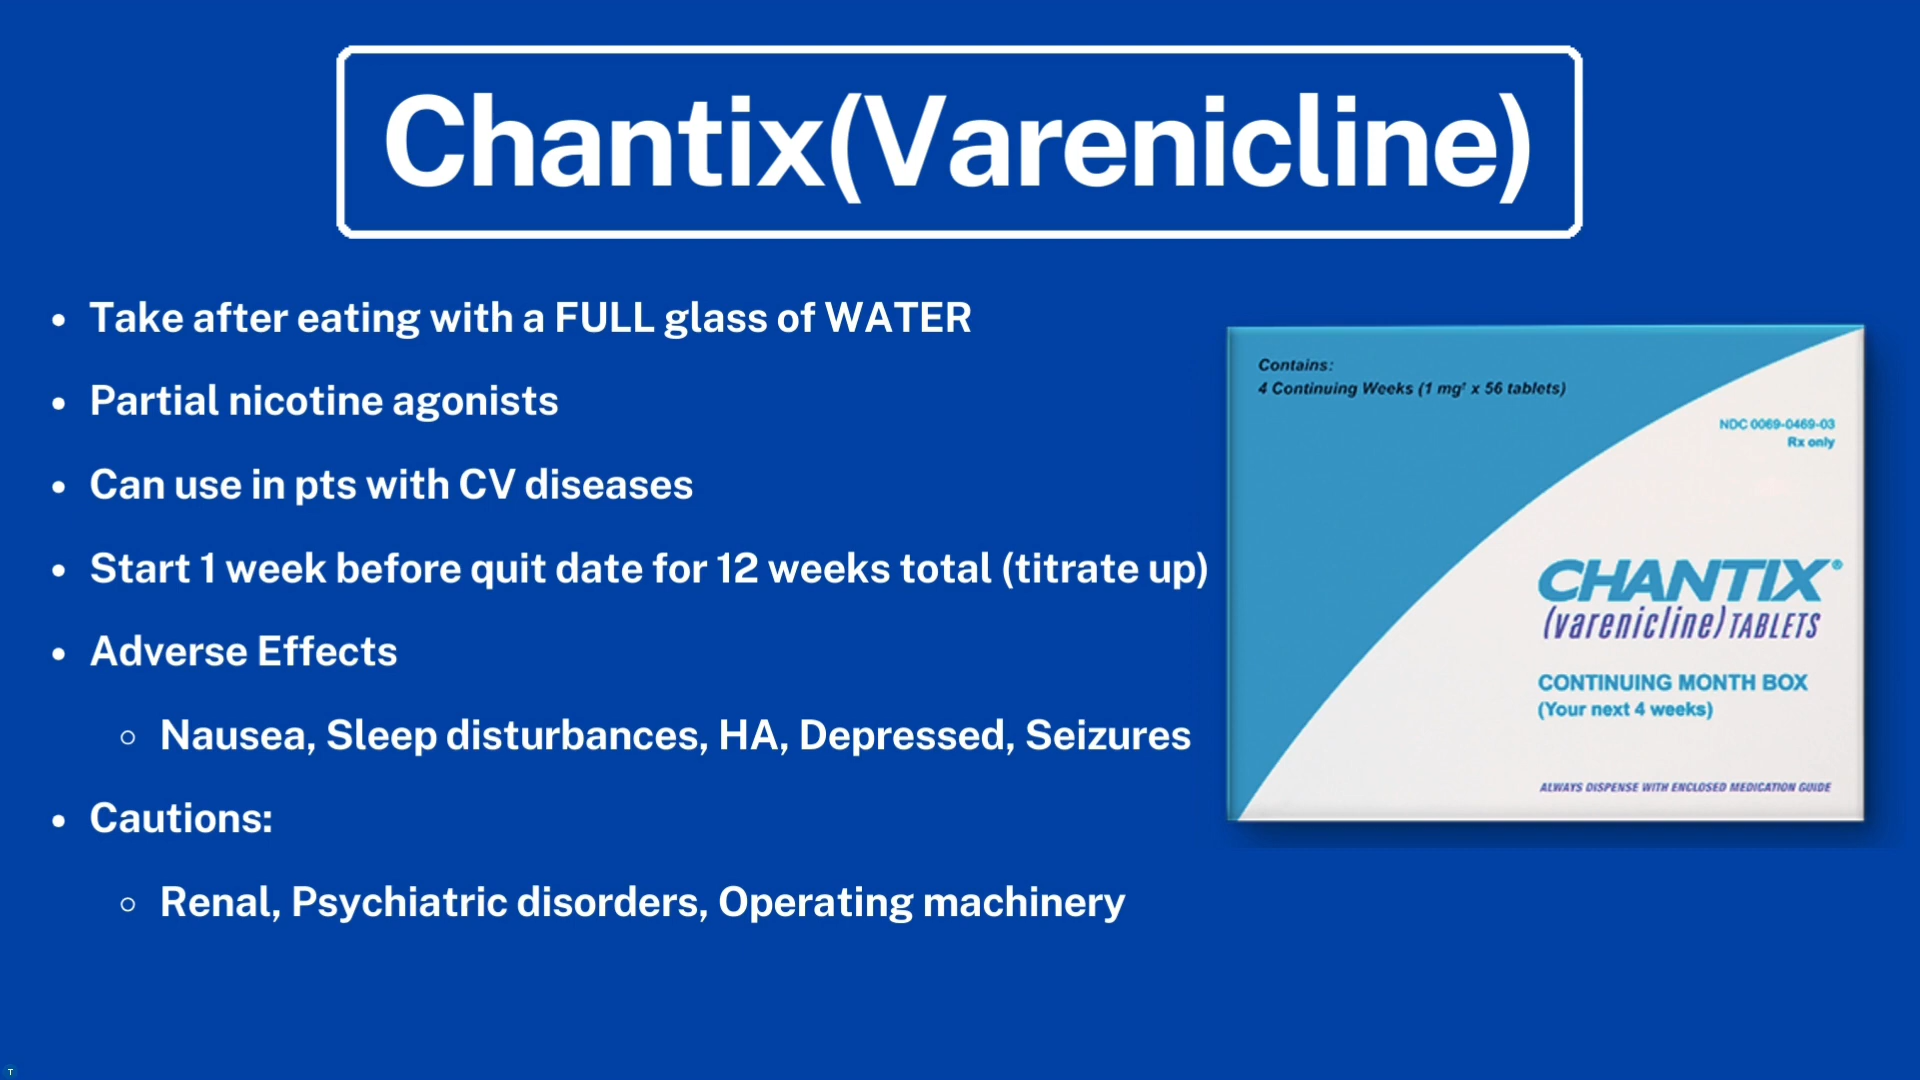 Chantix(Varenicline)
Take after eating with a FULL glass of WATER
Partial nicotine agonists
Can use in pts with CV diseases
Start 1 week before quit date for 12 weeks total (titrate up)
Adverse Effects
Nausea, Sleep disturbances, HA, Depressed, Seizures
Cautions:
Renal, Psychiatric disorders, Operating machinery
Contains:
4 Continuing Weeks (1 mg† x 56 tablets)
NDC 0069-0469-03
Rx only
CHANTIX®
(varenicline) TABLETS
CONTINUING MONTH BOX
(Your next 4 weeks)
ALWAYS DISPENSE WITH ENCLOSED MEDICATION GUIDE
T